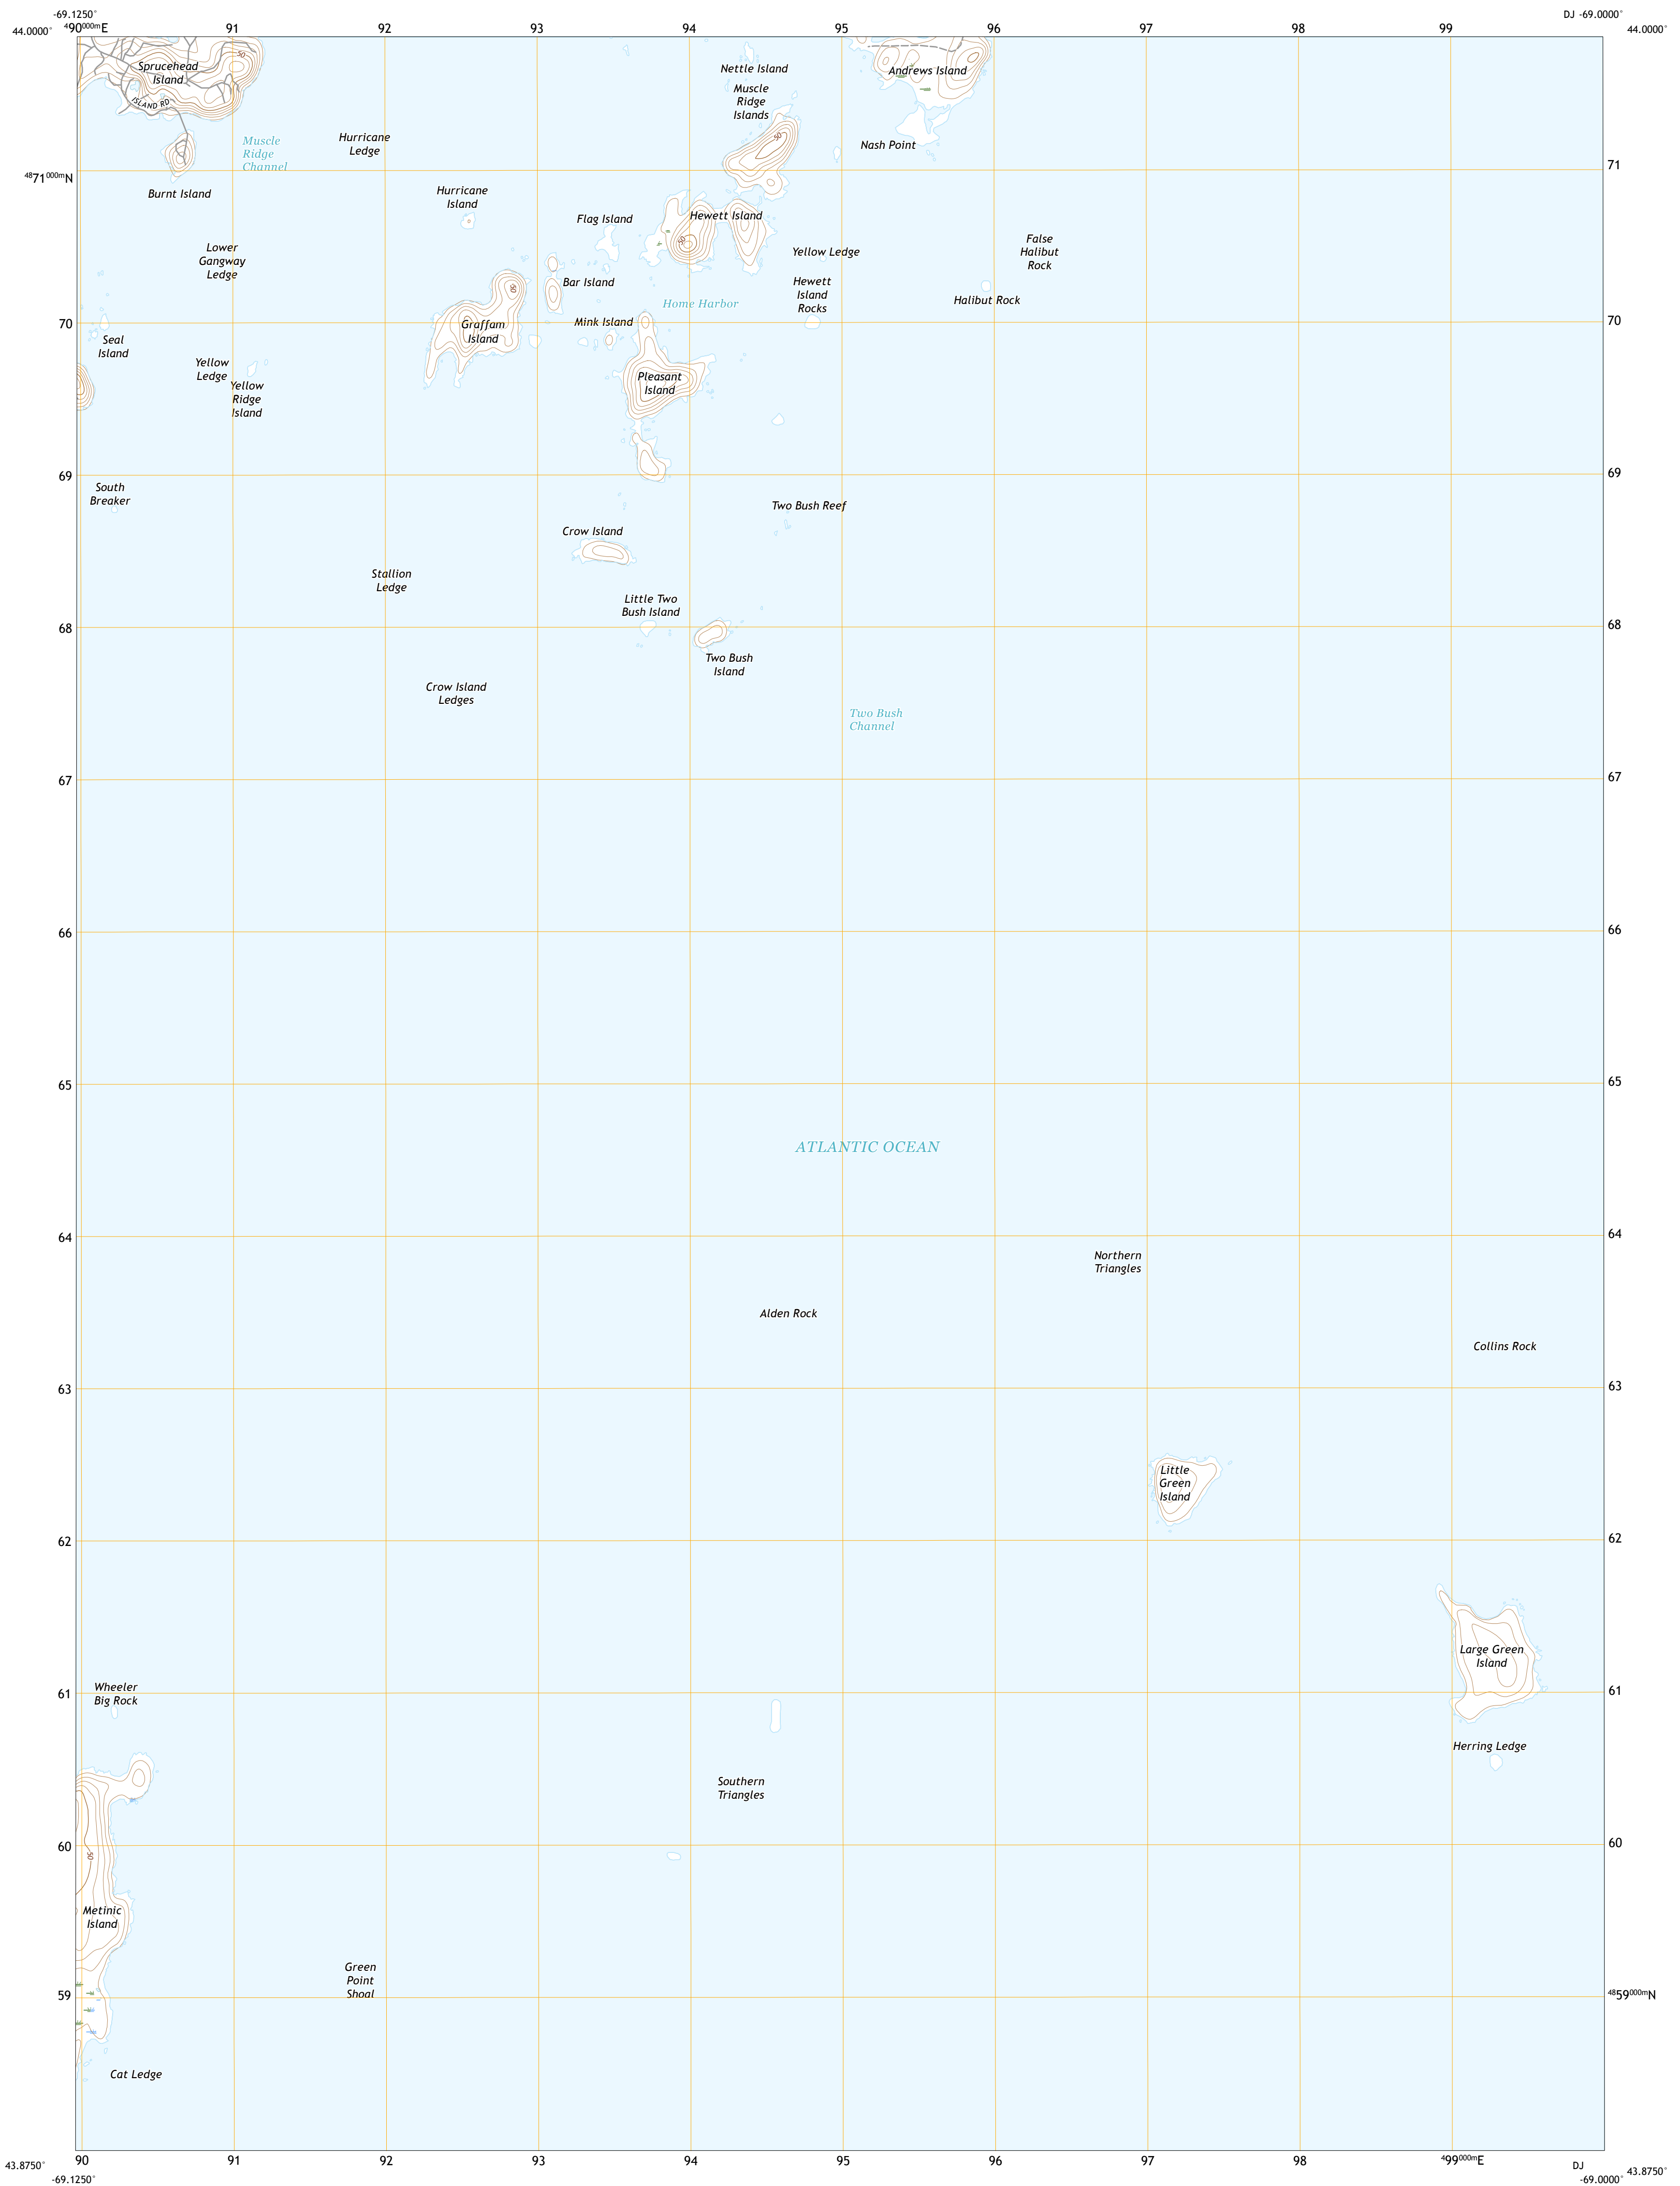 -69.1250°
DJ -69.0000°
44.0000°
⁴90⁰⁰⁰ᵐE
91
92
93
94
95
96
97
98
99
44.0000°
50
Sprucehead
Island
ISLAND RD
Nettle Island
Andrews Island
Muscle
Ridge
Islands
Muscle
Ridge
Channel
Hurricane
Ledge
50
Nash Point
⁴⁸71⁰⁰⁰ᵐN
71
Burnt Island
Hurricane
Island
Flag Island
Hewett Island
50
Lower
Gangway
Ledge
Yellow Ledge
False
Halibut
Rock
50
Bar Island
Hewett
Island
Rocks
Home Harbor
Halibut Rock
70
Mink Island
70
Graffam
Island
Seal
Island
Yellow
Ledge
Yellow
Ridge
Island
Pleasant
Island
69
69
South
Breaker
Two Bush Reef
Crow Island
Stallion
Ledge
Little Two
Bush Island
68
68
Two Bush
Island
Crow Island
Ledges
Two Bush
Channel
67
67
66
66
65
65
ATLANTIC OCEAN
64
64
Northern
Triangles
Alden Rock
Collins Rock
63
63
Little
Green
Island
62
62
Large Green
Island
Wheeler
Big Rock
61
61
Herring Ledge
Southern
Triangles
60
60
50
Metinic
Island
Green
Point
Shoal
59
⁴⁸59⁰⁰⁰ᵐN
Cat Ledge
43.8750°
90
91
92
93
94
95
96
97
98
⁴99⁰⁰⁰ᵐE
DJ
43.8750°
-69.1250°
-69.0000°